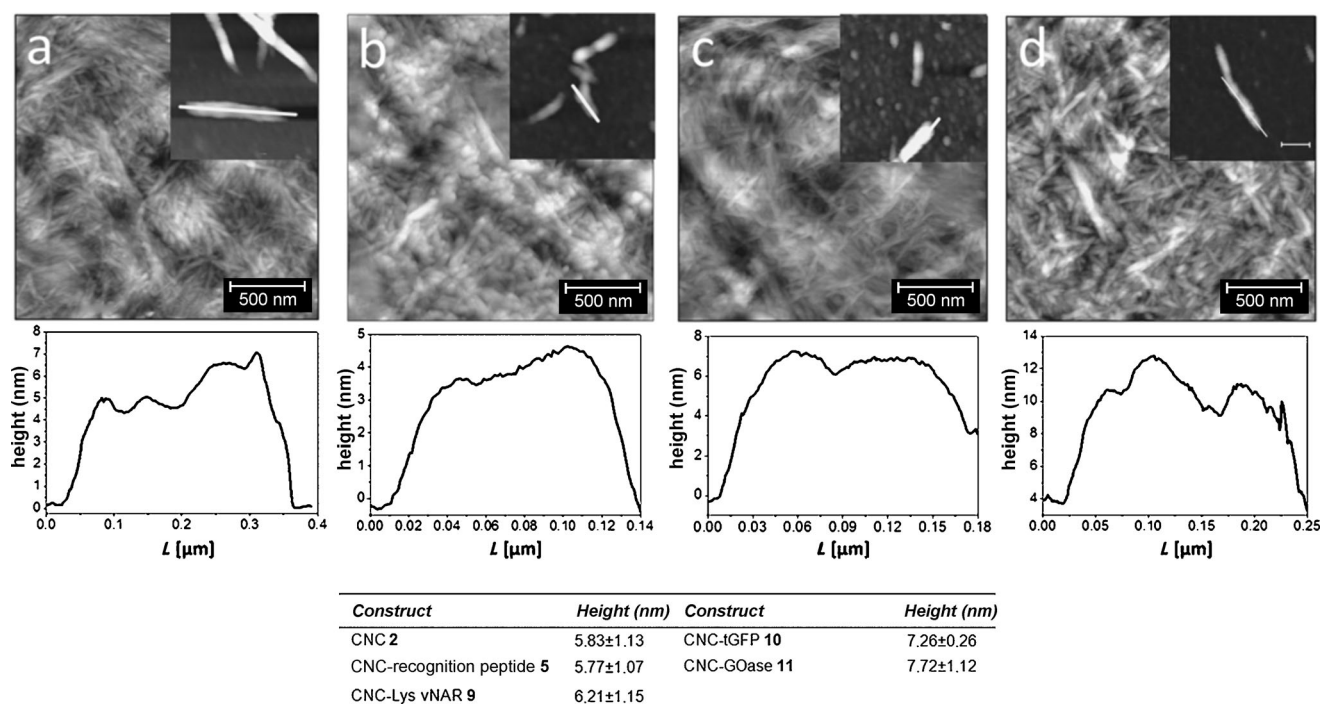 a
b
c
d
500 nm
500 nm
500 nm
500 nm
8
7
6
5
4
3
2
1
0
height (nm)
0.0 0.1 0.2 0.3 0.4
L [µm]
5
4
3
2
1
0
height (nm)
0.00 0.02 0.04 0.06 0.08 0.10 0.12 0.14
L [µm]
8
6
4
2
0
height (nm)
0.00 0.03 0.06 0.09 0.12 0.15 0.18
L [µm]
14
12
10
8
6
4
height (nm)
0.00 0.05 0.10 0.15 0.20 0.25
L [µm]
Construct Height (nm) Construct Height (nm)
CNC 2 5.83±1.13 CNC-tGFP 10 7.26±0.26
CNC-recognition peptide 5 5.77±1.07 CNC-GOase 11 7.72±1.12
CNC-Lys vNAR 9 6.21±1.15